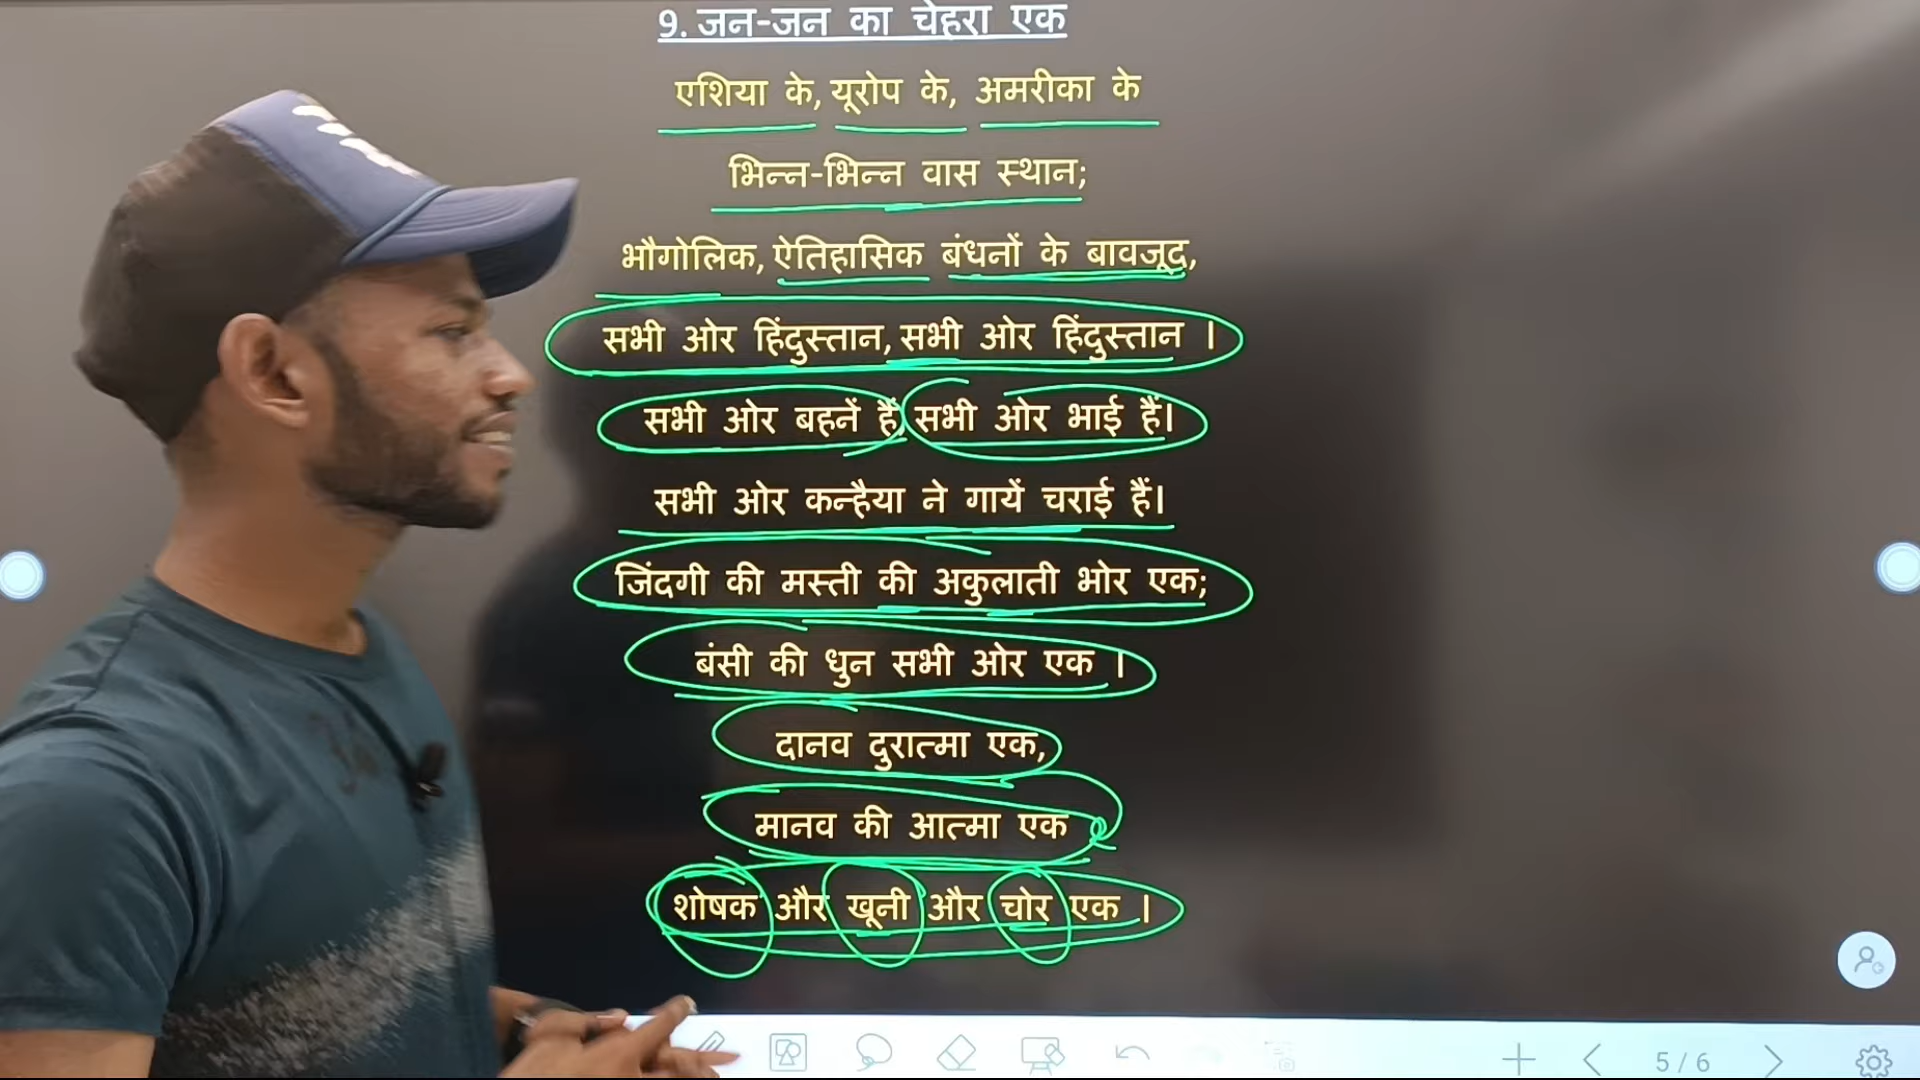 9. जन-जन का चेहरा एक
एशिया के, यूरोप के, अमरीका के
भिन्न-भिन्न वास स्थान;
भौगोलिक, ऐतिहासिक बंधनों के बावजूद,
सभी ओर हिंदुस्तान, सभी ओर हिंदुस्तान ।
सभी ओर बहनें हैं, सभी ओर भाई हैं।
सभी ओर कन्हैया ने गायें चराई हैं।
जिंदगी की मस्ती की अकुलाती भोर एक;
बंसी की धुन सभी ओर एक ।
दानव दुरात्मा एक,
मानव की आत्मा एक
शोषक और खूनी और चोर एक ।
5 / 6